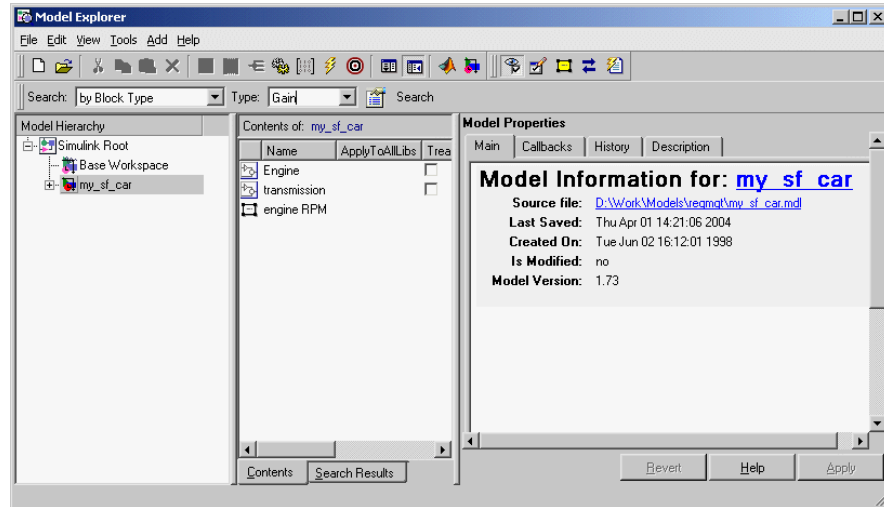 Model Explorer
File Edit View Tools Add Help
Search: by Block Type Type: Gain Search
Model Hierarchy
Simulink Root
Base Workspace
my_sf_car
Contents of: my_sf_car
Name ApplyToAllLibs Trea
Engine
transmission
engine RPM
Contents Search Results
Model Properties
Main Callbacks History Description
Model Information for: my_sf_car
Source file: D:\Work\Models\reqmgt\my_sf_car.mdl
Last Saved: Thu Apr 01 14:21:06 2004
Created On: Tue Jun 02 16:12:01 1998
Is Modified: no
Model Version: 1.73
Revert Help Apply